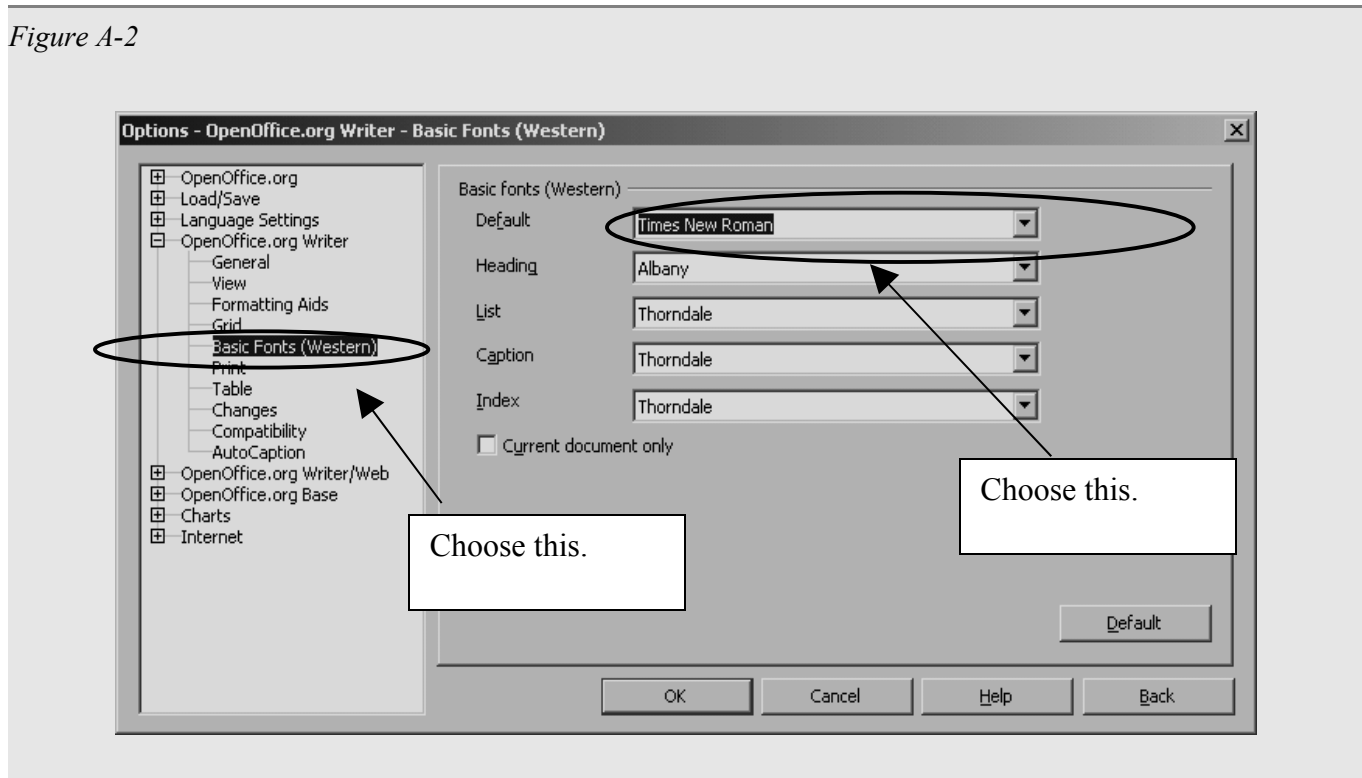 Figure A-2
Options - OpenOffice.org Writer - Basic Fonts (Western)
OpenOffice.org
Load/Save
Language Settings
OpenOffice.org Writer
General
View
Formatting Aids
Grid
Basic Fonts (Western)
Print
Table
Changes
Compatibility
AutoCaption
OpenOffice.org Writer/Web
OpenOffice.org Base
Charts
Internet
Basic fonts (Western)
Default Times New Roman
Heading Albany
List Thorndale
Caption Thorndale
Index Thorndale
Current document only
Choose this.
Choose this.
Default
OK Cancel Help Back